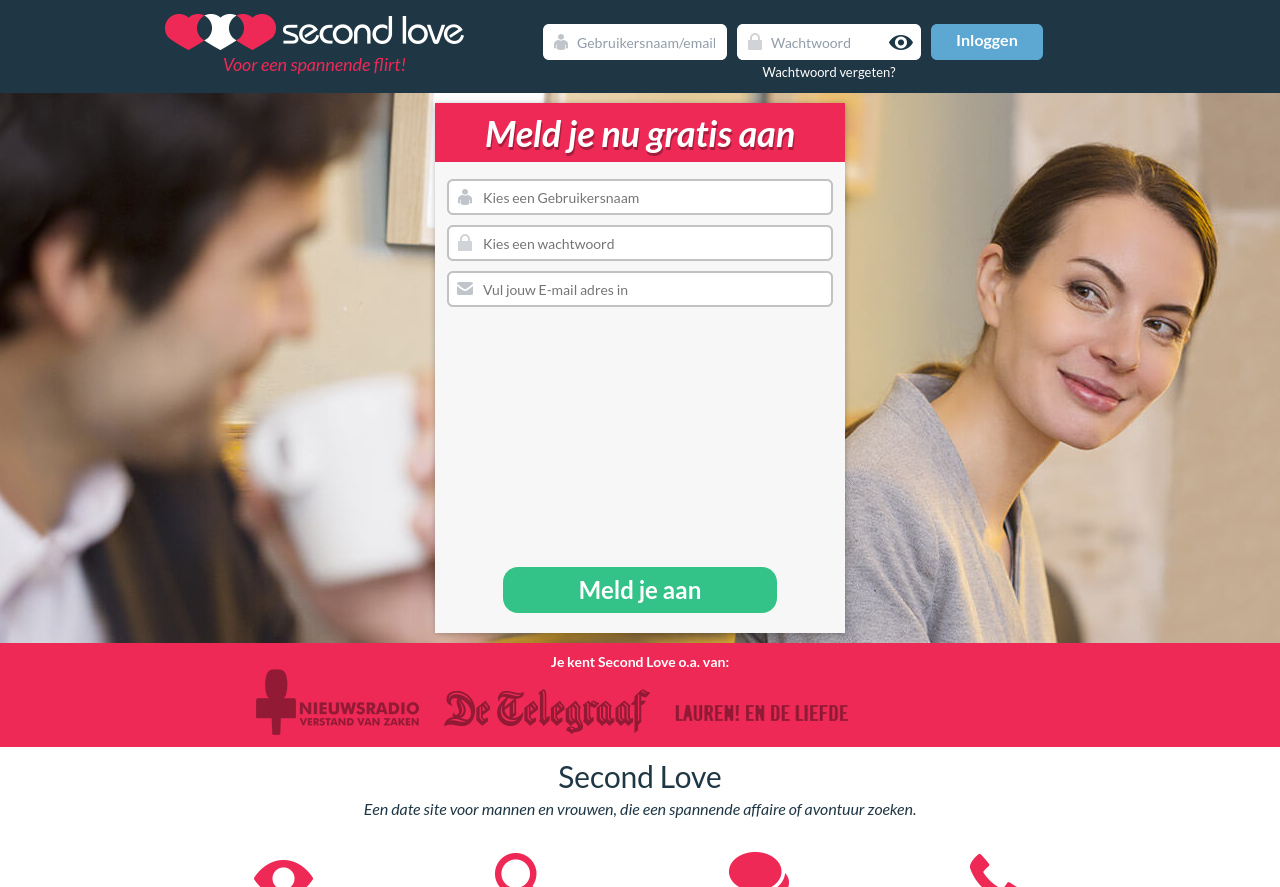 second love
Voor een spannende flirt!
Gebruikersnaam/email
Wachtwoord
Inloggen
Wachtwoord vergeten?
Meld je nu gratis aan
Kies een Gebruikersnaam
Kies een wachtwoord
Vul jouw E-mail adres in
Meld je aan
Je kent Second Love o.a. van:
NIEUWSRADIO
VERSTAND VAN ZAKEN
De Telegraaf
LAUREN! EN DE LIEFDE
Second Love
Een date site voor mannen en vrouwen, die een spannende affaire of avontuur zoeken.